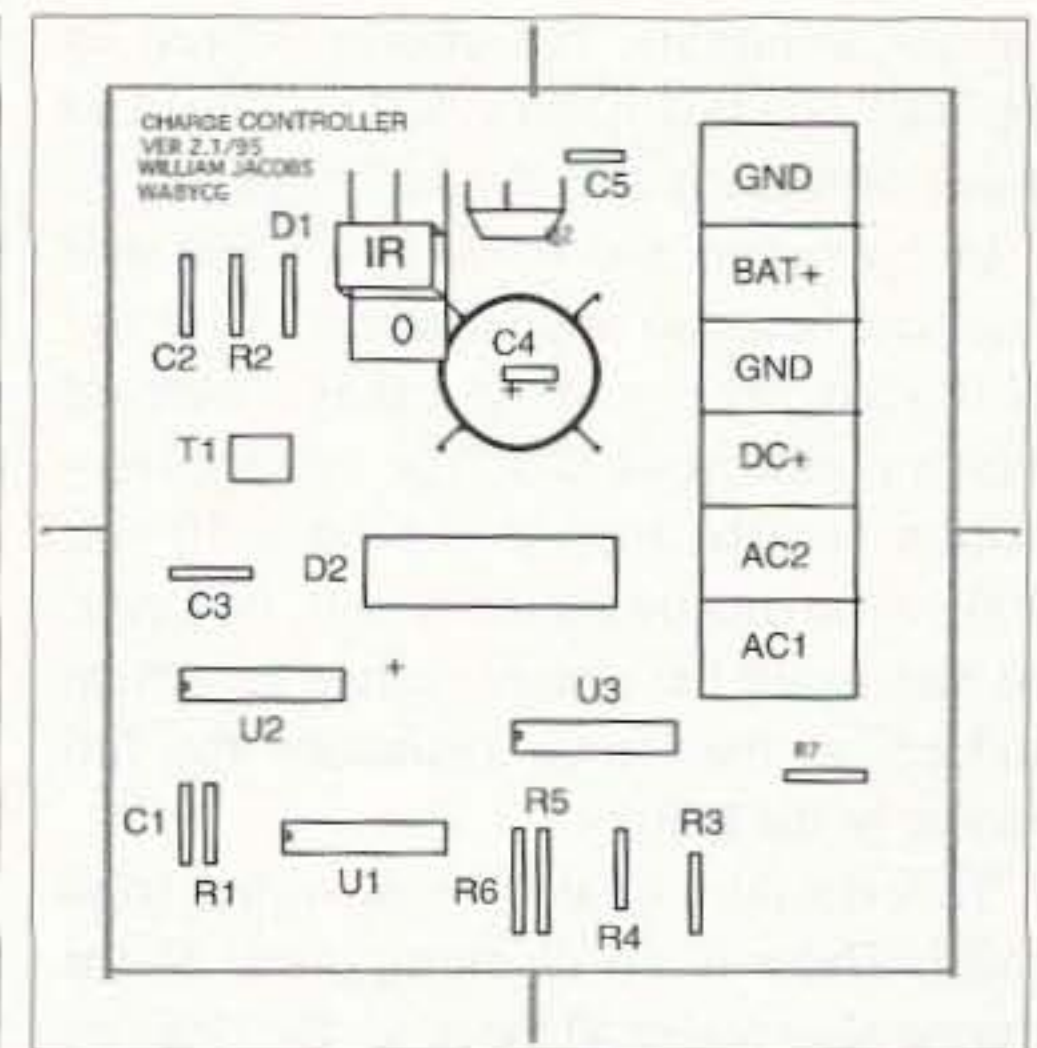 CHARGE CONTROLLER
VER 2.1/95
WILLIAM JACOBS
WA8YCG
C5
GND
D1
IR
BAT+
C2
R2
O
C4
+ -
GND
T1
DC+
D2
AC2
C3
AC1
+
U3
U2
R7
C1
R5
R3
R1
U1
R6
R4